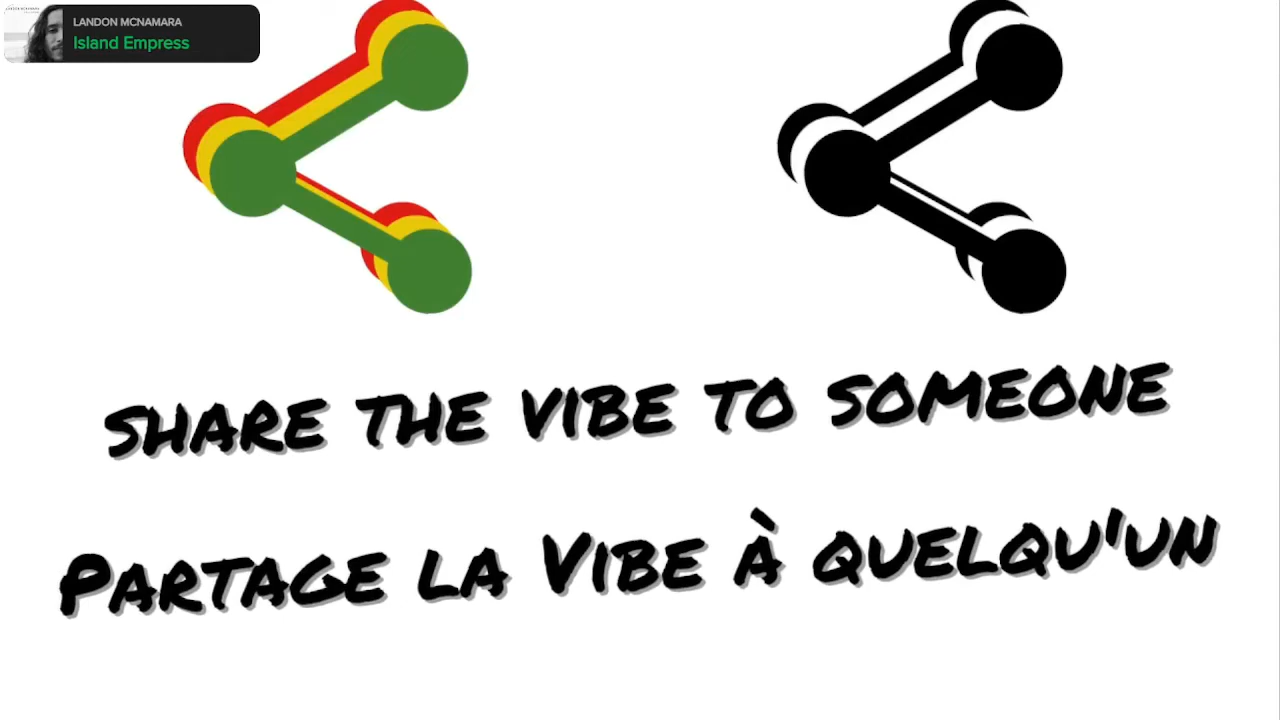 LANDON MCNAMARA
Island Empress
SHARE THE VIBE TO SOMEONE
PARTAGE LA VIBE À QUELQU'UN